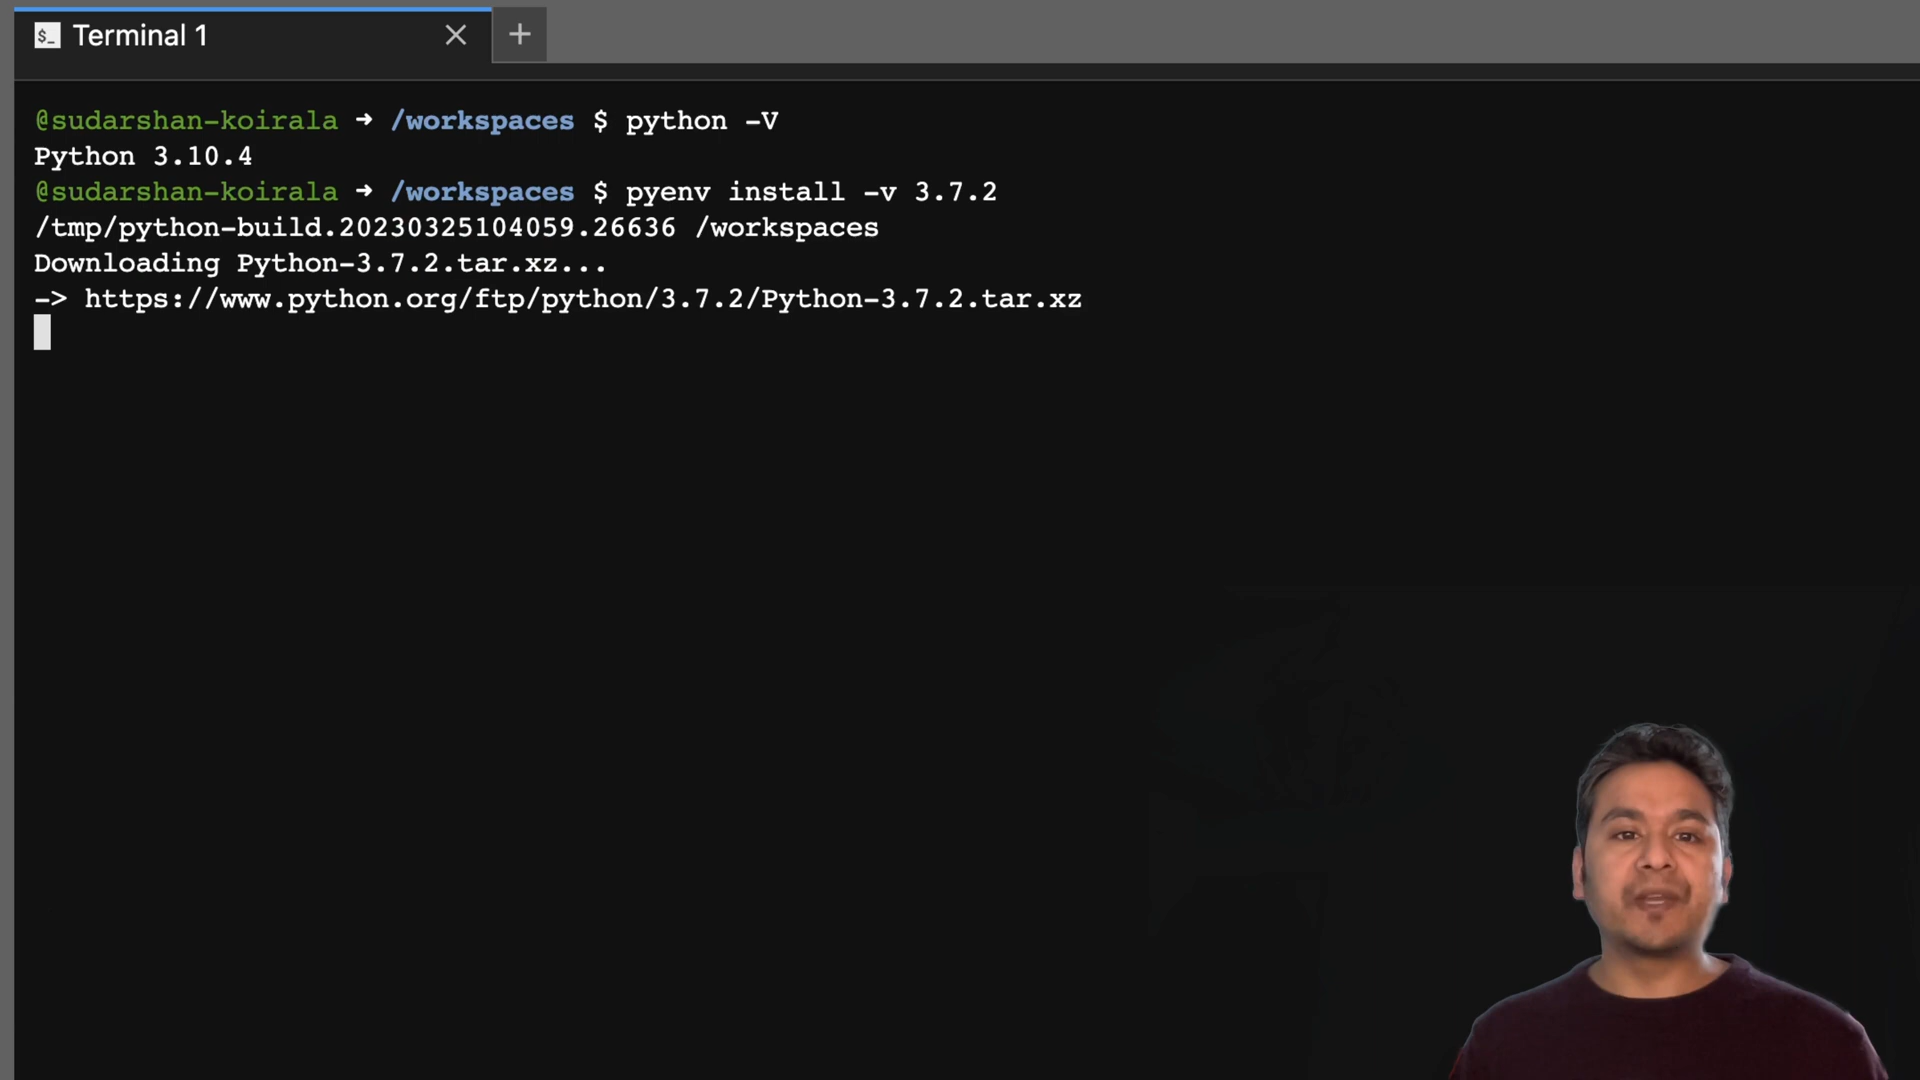 $_ Terminal 1
@sudarshan-koirala ➜ /workspaces $ python -V
Python 3.10.4
@sudarshan-koirala ➜ /workspaces $ pyenv install -v 3.7.2
/tmp/python-build.20230325104059.26636 /workspaces
Downloading Python-3.7.2.tar.xz...
-> https://www.python.org/ftp/python/3.7.2/Python-3.7.2.tar.xz